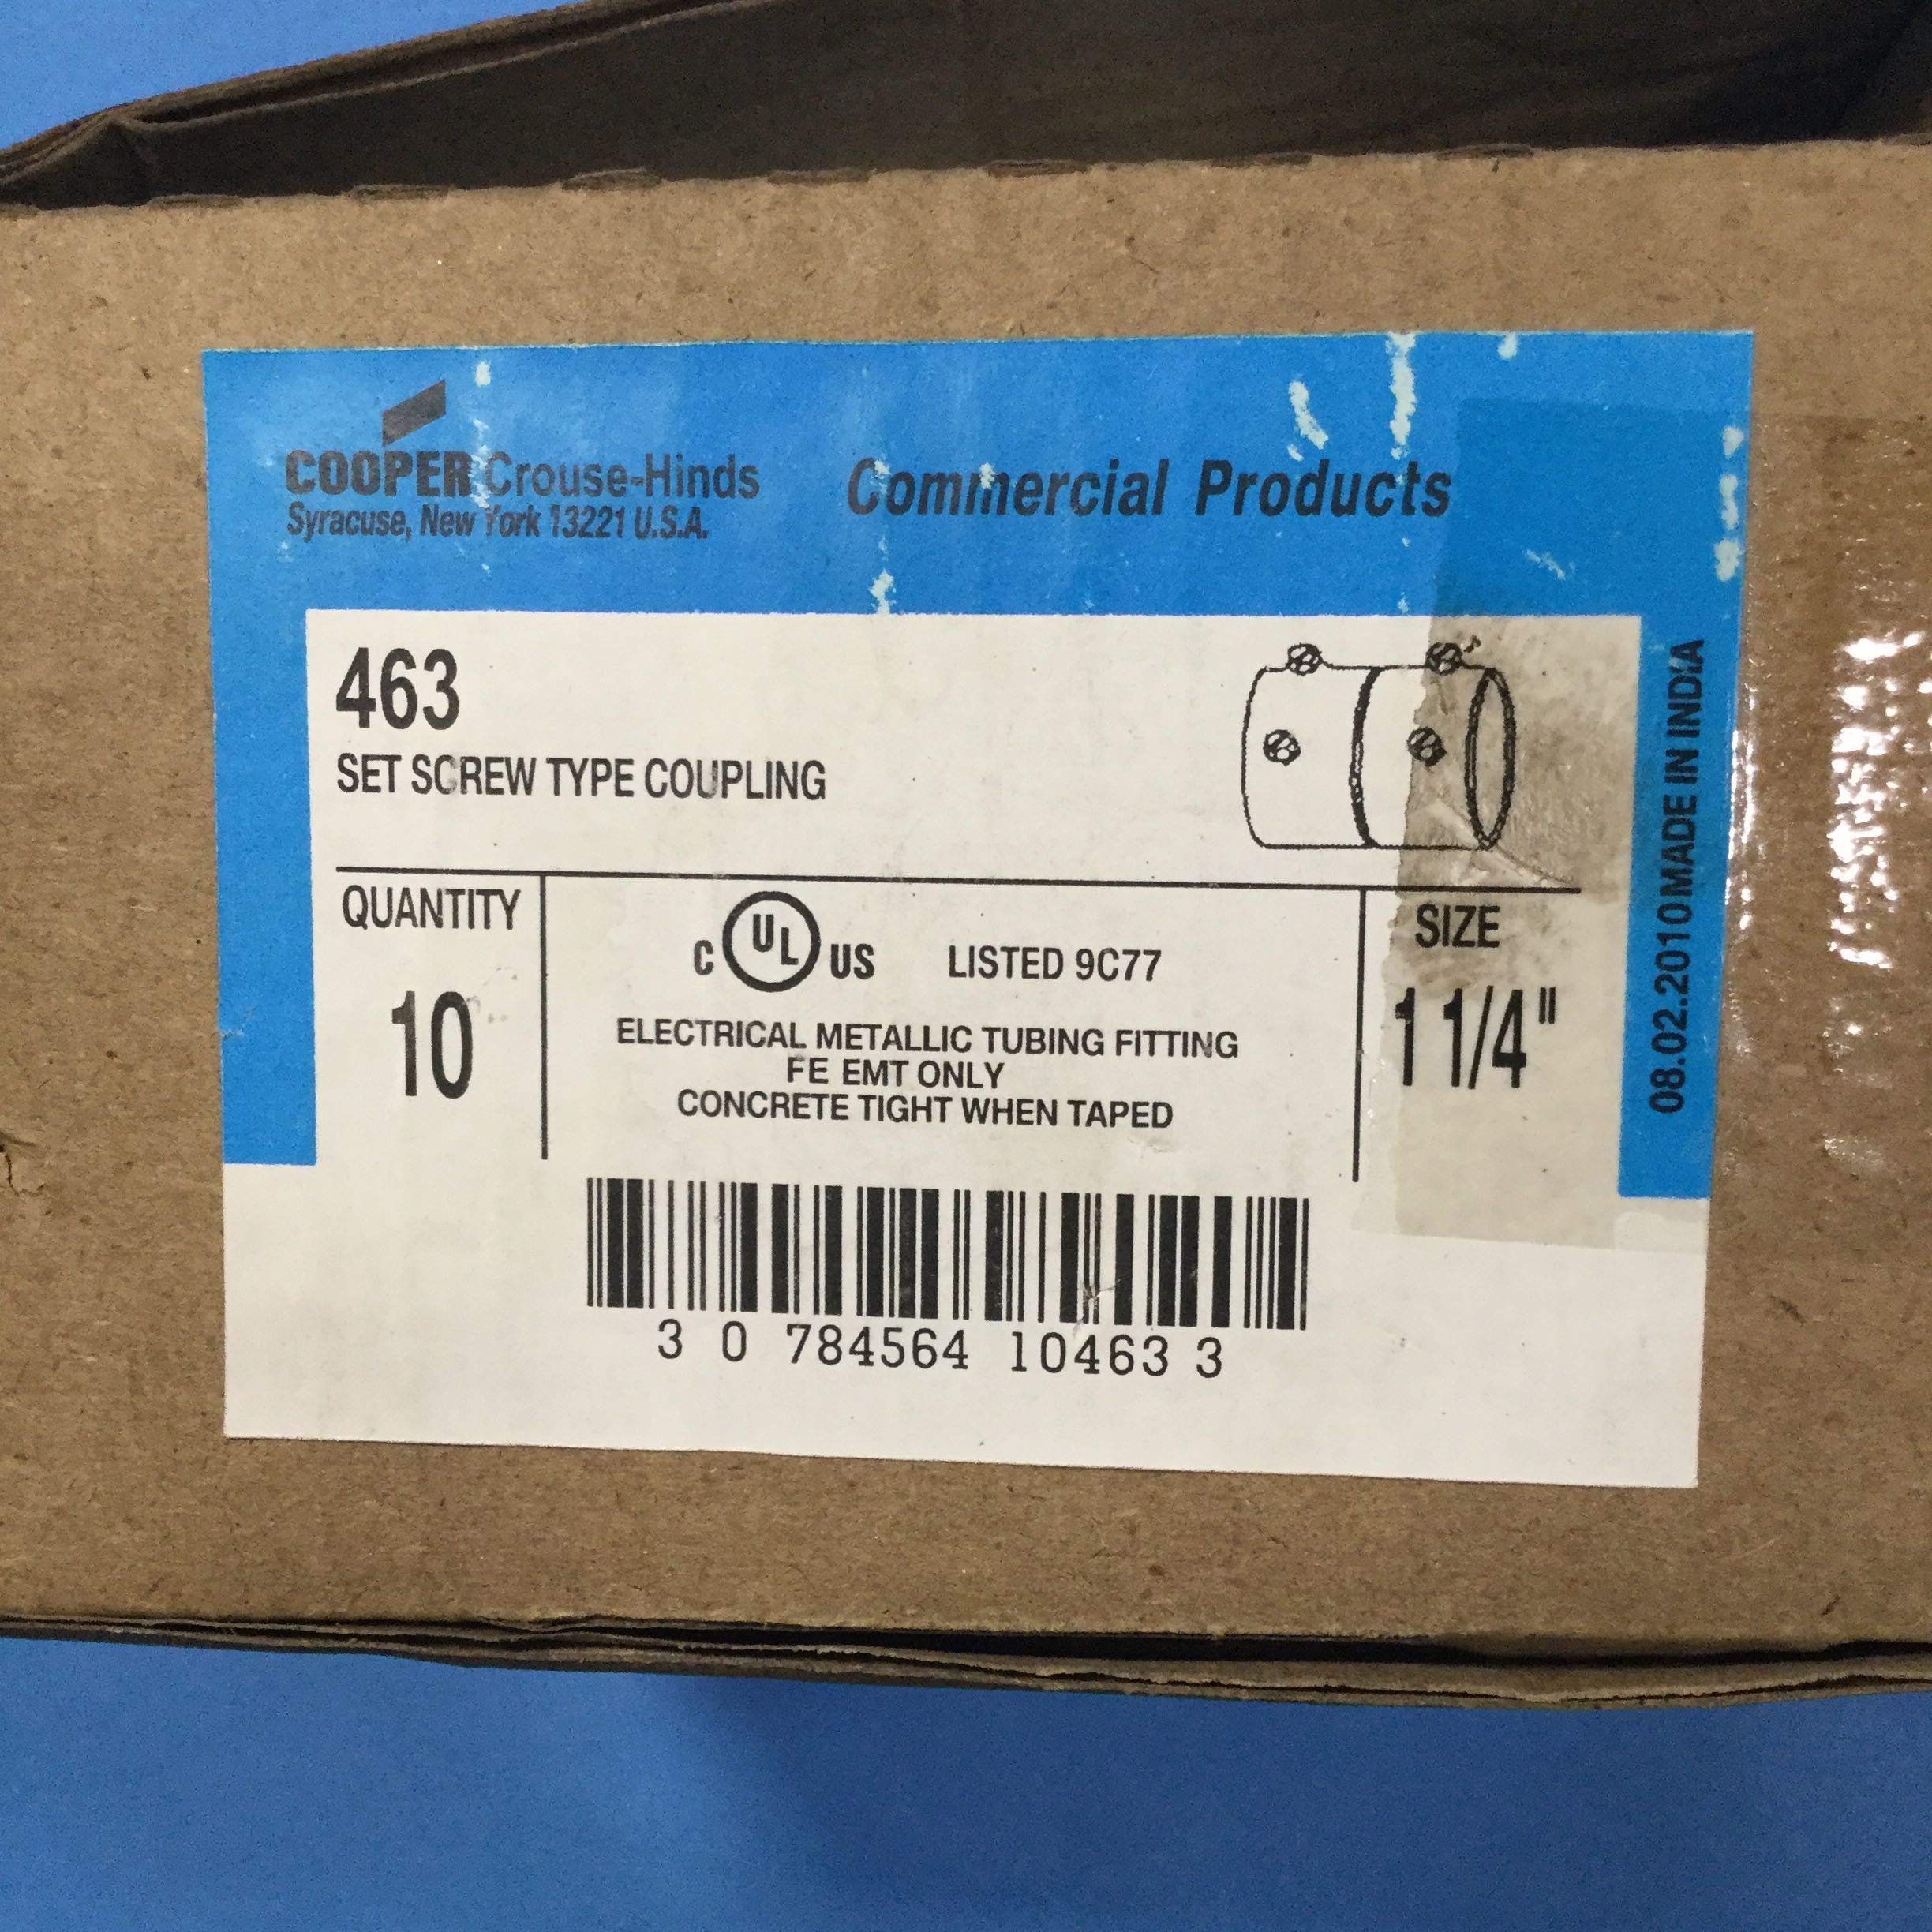 COOPER Crouse-Hinds
Syracuse, New York 13221 U.S.A.
Commercial Products
463
SET SCREW TYPE COUPLING
QUANTITY
10
C UL US LISTED 9C77
ELECTRICAL METALLIC TUBING FITTING
FE EMT ONLY
CONCRETE TIGHT WHEN TAPED
SIZE
1 1/4"
08.02.2010 MADE IN INDIA
3 0 784564 10463 3